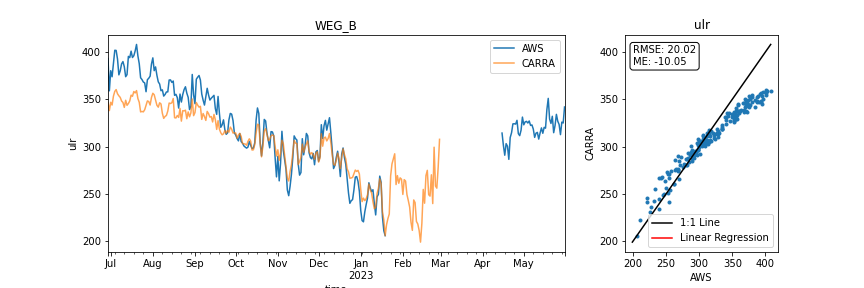 WEG_B
ulr
400
350
300
250
200
ulr
AWS
CARRA
Jul
Aug
Sep
Oct
Nov
Dec
Jan
2023
Feb
Mar
Apr
May
time
400
350
300
250
200
CARRA
RMSE: 20.02
ME: -10.05
1:1 Line
Linear Regression
200
250
300
350
400
AWS